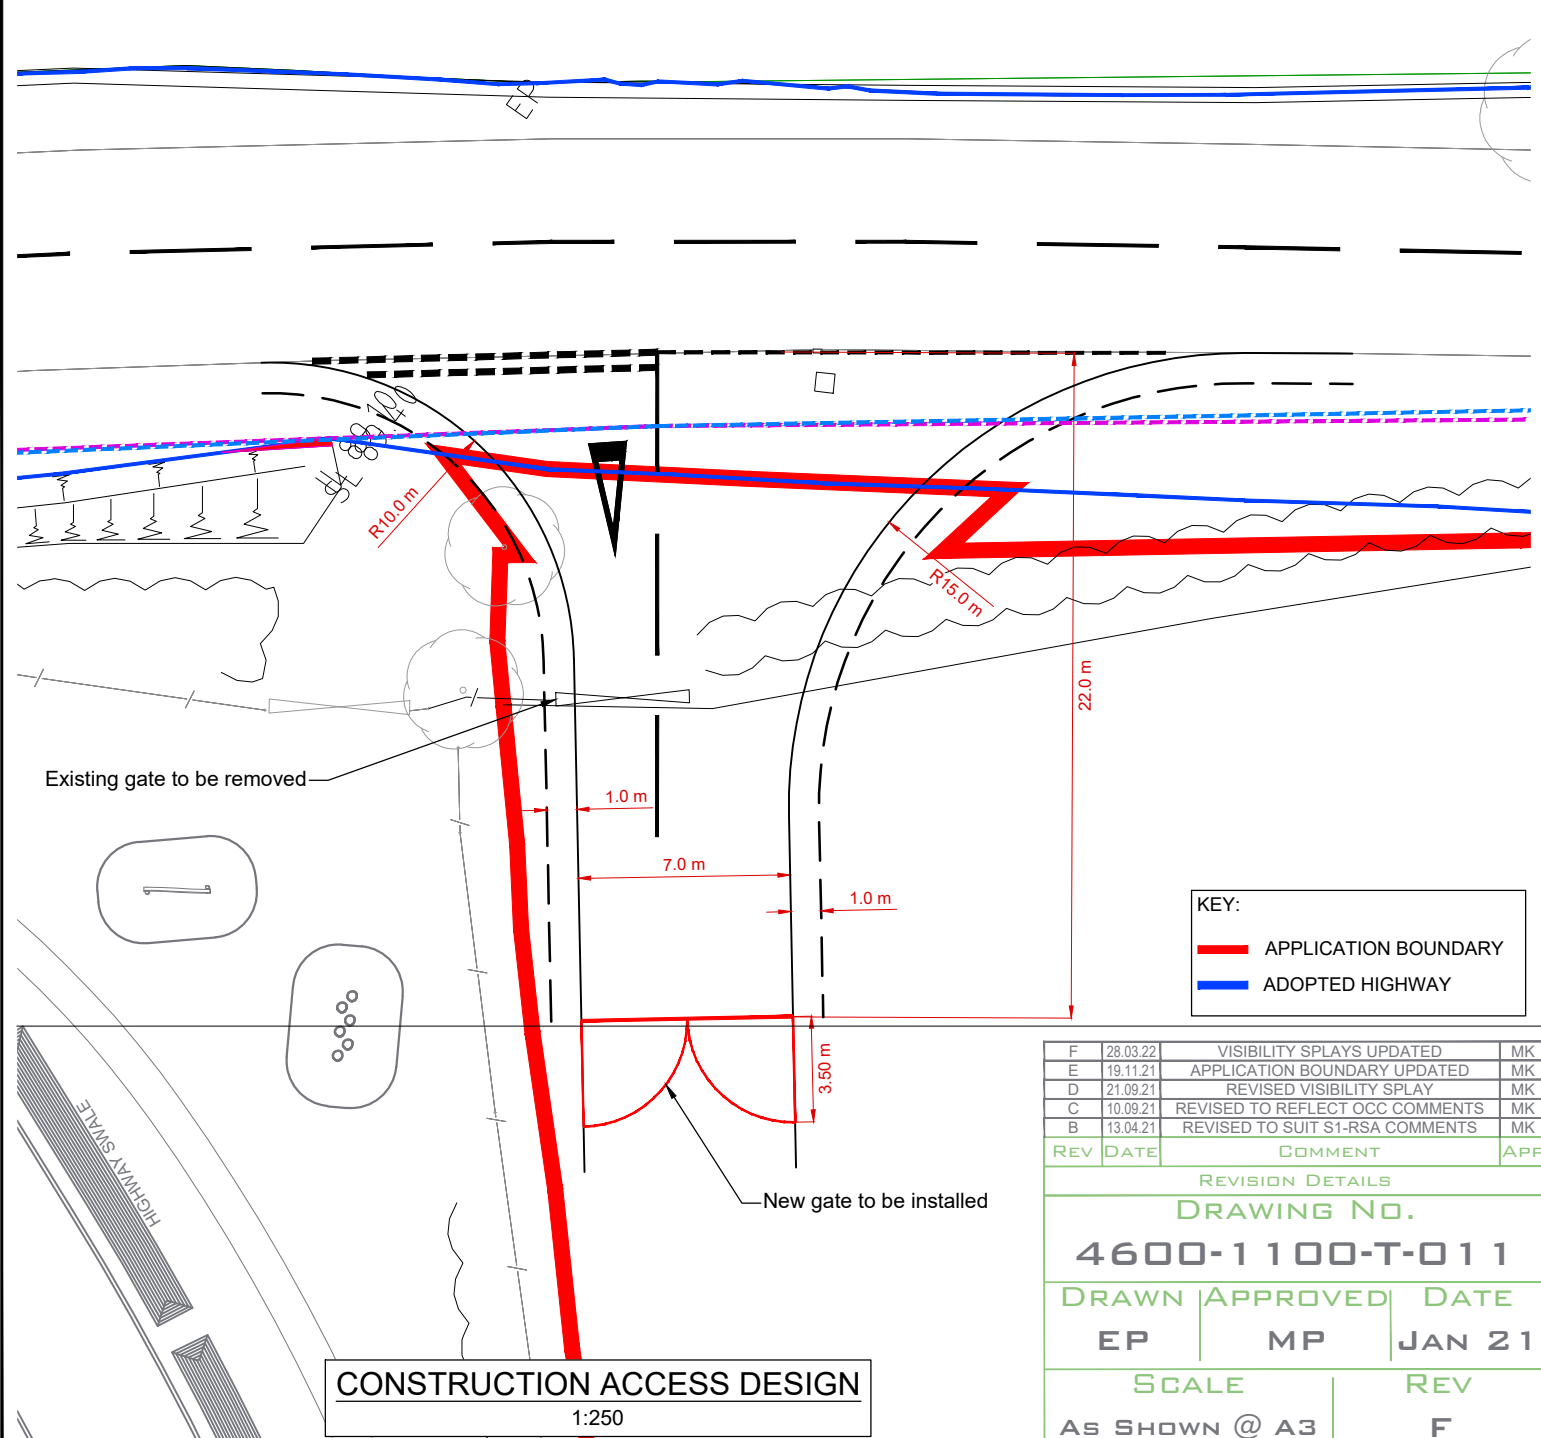 EP
R10.0 m
R15.0 m
22.0 m
Existing gate to be removed
1.0 m
7.0 m
1.0 m
KEY:
APPLICATION BOUNDARY
ADOPTED HIGHWAY
3.50 m
HIGHWAY SWALE
New gate to be installed
F 28.03.22 VISIBILITY SPLAYS UPDATED MK
E 19.11.21 APPLICATION BOUNDARY UPDATED MK
D 21.09.21 REVISED VISIBILITY SPLAY MK
C 10.09.21 REVISED TO REFLECT OCC COMMENTS MK
B 13.04.21 REVISED TO SUIT S1-RSA COMMENTS MK
REV DATE COMMENT APP
REVISION DETAILS
DRAWING NO.
4600-1100-T-011
DRAWN APPROVED DATE
EP MP JAN 21
SCALE REV
AS SHOWN @ A3 F
CONSTRUCTION ACCESS DESIGN
1:250